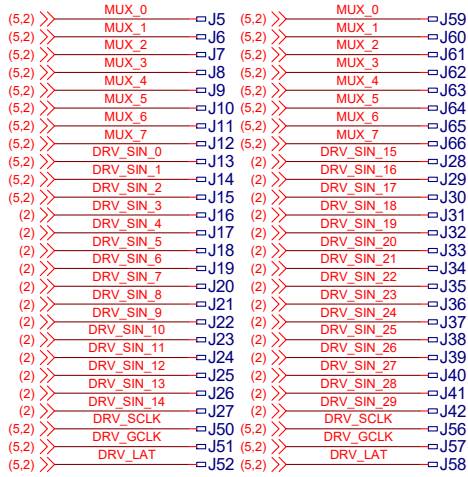 (5,2) MUX_0 J5 (5,2) MUX_0 J59
(5,2) MUX_1 J6 (5,2) MUX_1 J60
(5,2) MUX_2 J7 (5,2) MUX_2 J61
(5,2) MUX_3 J8 (5,2) MUX_3 J62
(5,2) MUX_4 J9 (5,2) MUX_4 J63
(5,2) MUX_5 J10 (5,2) MUX_5 J64
(5,2) MUX_6 J11 (5,2) MUX_6 J65
(5,2) MUX_7 J12 (5,2) MUX_7 J66
(5,2) DRV_SIN_0 J13 (2) DRV_SIN_15 J28
(5,2) DRV_SIN_1 J14 (2) DRV_SIN_16 J29
(5,2) DRV_SIN_2 J15 (2) DRV_SIN_17 J30
(2) DRV_SIN_3 J16 (2) DRV_SIN_18 J31
(2) DRV_SIN_4 J17 (2) DRV_SIN_19 J32
(2) DRV_SIN_5 J18 (2) DRV_SIN_20 J33
(2) DRV_SIN_6 J19 (2) DRV_SIN_21 J34
(2) DRV_SIN_7 J20 (2) DRV_SIN_22 J35
(2) DRV_SIN_8 J21 (2) DRV_SIN_23 J36
(2) DRV_SIN_9 J22 (2) DRV_SIN_24 J37
(2) DRV_SIN_10 J23 (2) DRV_SIN_25 J38
(2) DRV_SIN_11 J24 (2) DRV_SIN_26 J39
(2) DRV_SIN_12 J25 (2) DRV_SIN_27 J40
(2) DRV_SIN_13 J26 (2) DRV_SIN_28 J41
(2) DRV_SIN_14 J27 (2) DRV_SIN_29 J42
(5,2) DRV_SCLK J50 (5,2) DRV_SCLK J56
(5,2) DRV_GCLK J51 (5,2) DRV_GCLK J57
(5,2) DRV_LAT J52 (5,2) DRV_LAT J58